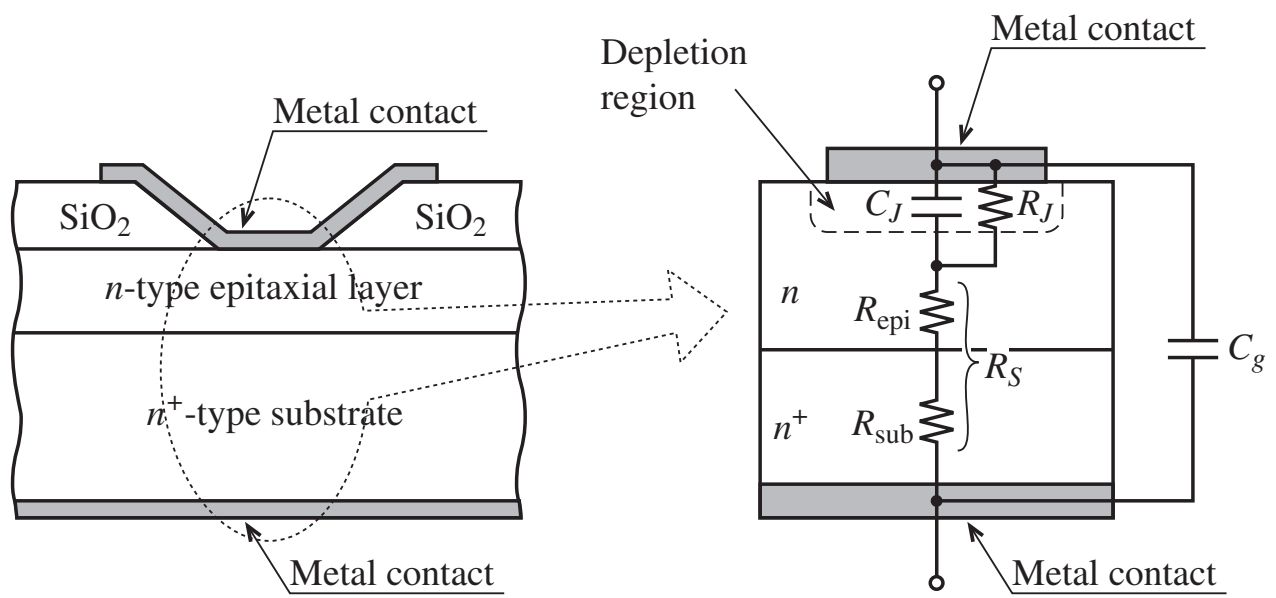 Metal contact
SiO2
SiO2
n-type epitaxial layer
n+-type substrate
Metal contact
Metal contact
Depletion
region
CJ
RJ
n
Repi
RS
Cg
n+
Rsub
Metal contact